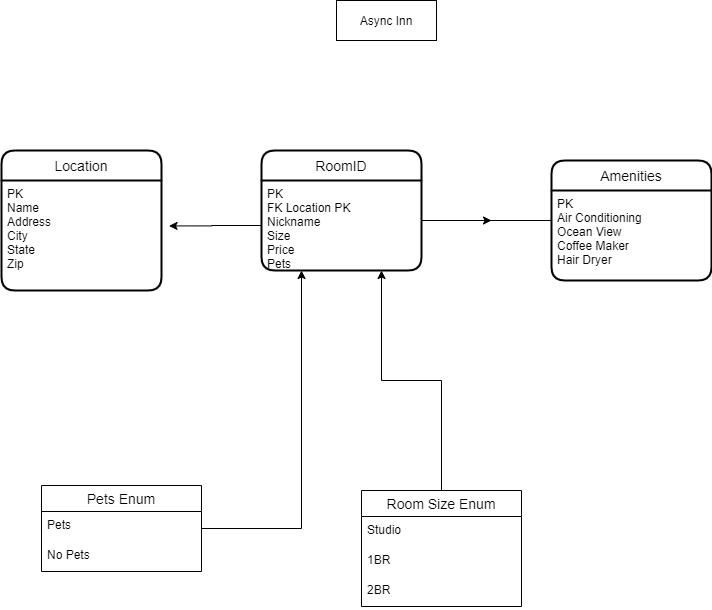 Async Inn
Location
PK
Name
Address
City
State
Zip
RoomID
PK
FK Location PK
Nickname
Size
Price
Pets
Amenities
PK
Air Conditioning
Ocean View
Coffee Maker
Hair Dryer
Pets Enum
Pets
No Pets
Room Size Enum
Studio
1BR
2BR